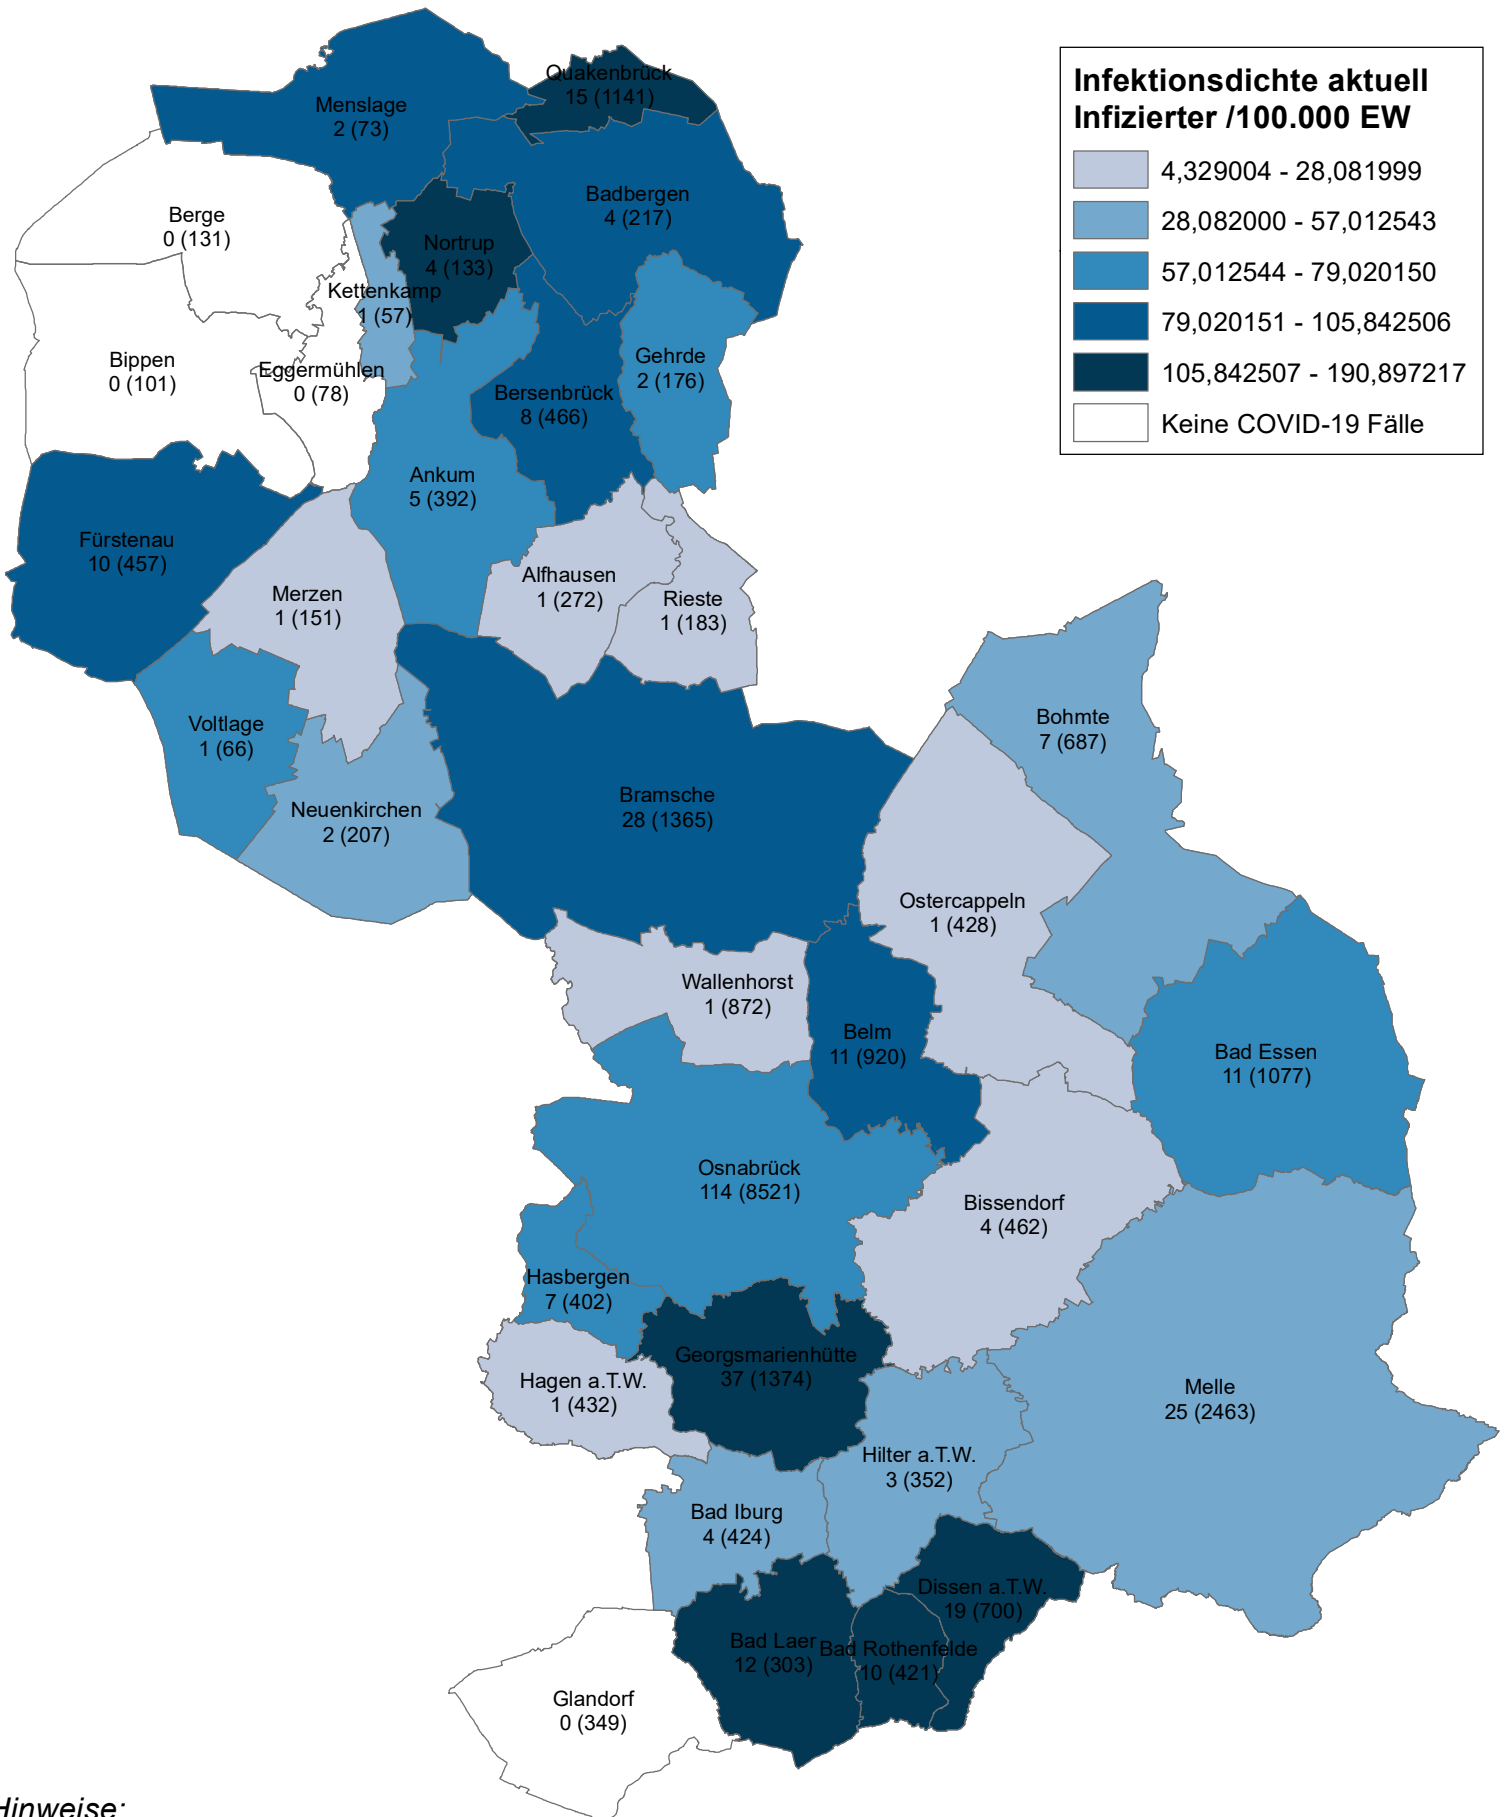 Infektionsdichte aktuell
Infizierter /100.000 EW
4,329004 - 28,081999
28,082000 - 57,012543
57,012544 - 79,020150
79,020151 - 105,842506
105,842507 - 190,897217
Keine COVID-19 Fälle
Quakenbrück
15 (1141)
Menslage
2 (73)
Badbergen
4 (217)
Berge
0 (131)
Nortrup
4 (133)
Kettenkamp
1 (57)
Bippen
0 (101)
Eggermühlen
0 (78)
Gehrde
2 (176)
Bersenbrück
8 (466)
Ankum
5 (392)
Fürstenau
10 (457)
Merzen
1 (151)
Alfhausen
1 (272)
Rieste
1 (183)
Voltlage
1 (66)
Neuenkirchen
2 (207)
Bramsche
28 (1365)
Bohmte
7 (687)
Ostercappeln
1 (428)
Wallenhorst
1 (872)
Belm
11 (920)
Bad Essen
11 (1077)
Osnabrück
114 (8521)
Bissendorf
4 (462)
Hasbergen
7 (402)
Georgsmarienhütte
37 (1374)
Hagen a.T.W.
1 (432)
Melle
25 (2463)
Hilter a.T.W.
3 (352)
Bad Iburg
4 (424)
Dissen a.T.W.
19 (700)
Bad Laer
12 (303)
Bad Rothenfelde
10 (421)
Glandorf
0 (349)
Hinweise: